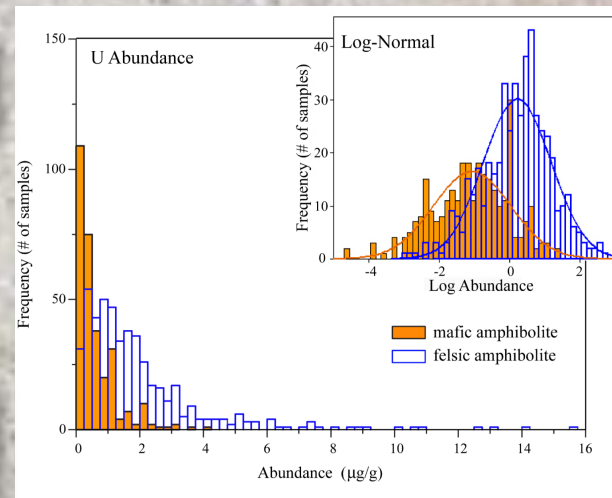 U Abundance
Frequency (# of samples)
150
100
50
0
0
2
4
6
8
10
12
14
16
Abundance (µg/g)
Log-Normal
Frequency (# of samples)
40
30
20
10
0
-4
-2
0
2
Log Abundance
mafic amphibolite
felsic amphibolite